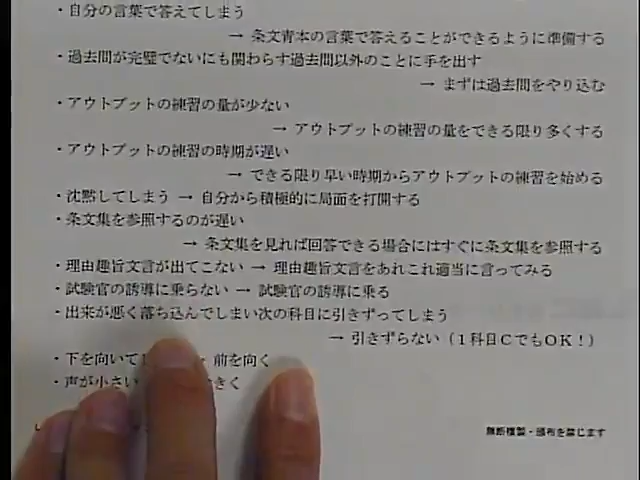 ・自分の言葉で答えてしまう
→ 条文青本の言葉で答えることができるように準備する
・過去問が完璧でないにも関わらず過去問以外のことに手を出す
→ まずは過去問をやり込む
・アウトプットの練習の量が少ない
→ アウトプットの練習の量をできる限り多くする
・アウトプットの練習の時期が遅い
→ できる限り早い時期からアウトプットの練習を始める
・沈黙してしまう → 自分から積極的に局面を打開する
・条文集を参照するのが遅い
→ 条文集を見れば回答できる場合にはすぐに条文集を参照する
・理由趣旨文言が出てこない → 理由趣旨文言をあれこれ適当に言ってみる
・試験官の誘導に乗らない → 試験官の誘導に乗る
・出来が悪く落ち込んでしまい次の科目に引きずってしまう
→ 引きずらない（１科目ＣでもＯＫ！）
・下を向いて 前を向く
・声が小さい きく
無断複製・頒布を禁じます